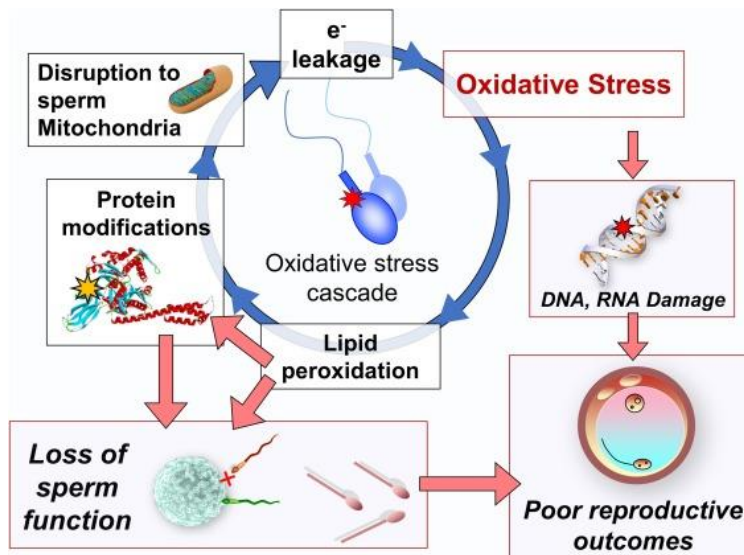 e-
leakage
Oxidative Stress
Disruption to
sperm
Mitochondria
Protein
modifications
Oxidative stress
cascade
DNA, RNA Damage
Lipid
peroxidation
Loss of
sperm
function
Poor reproductive
outcomes